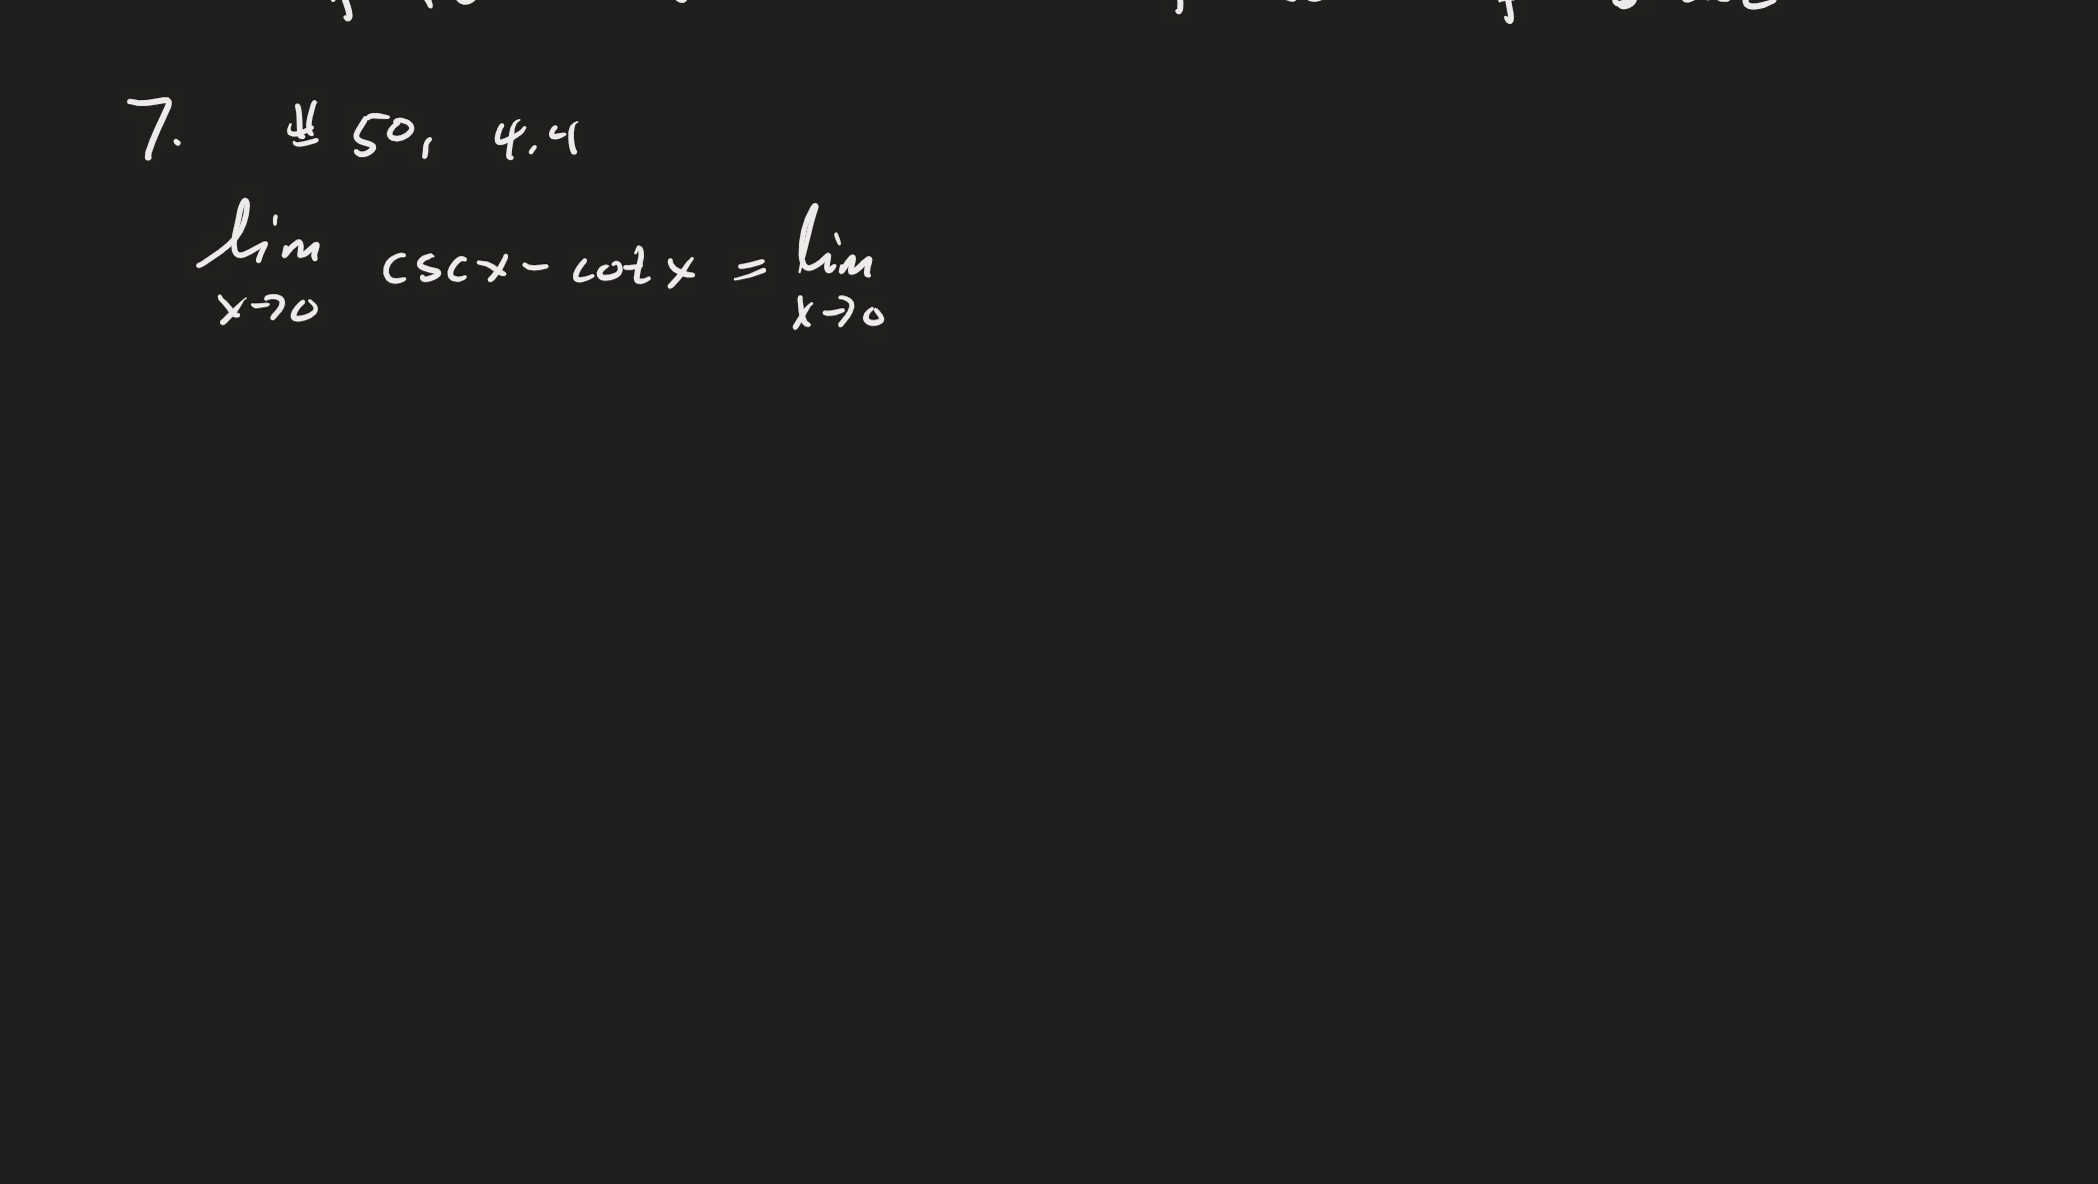 7. # 50, 4.4
lim x→0 csc x - cot x = lim x→0